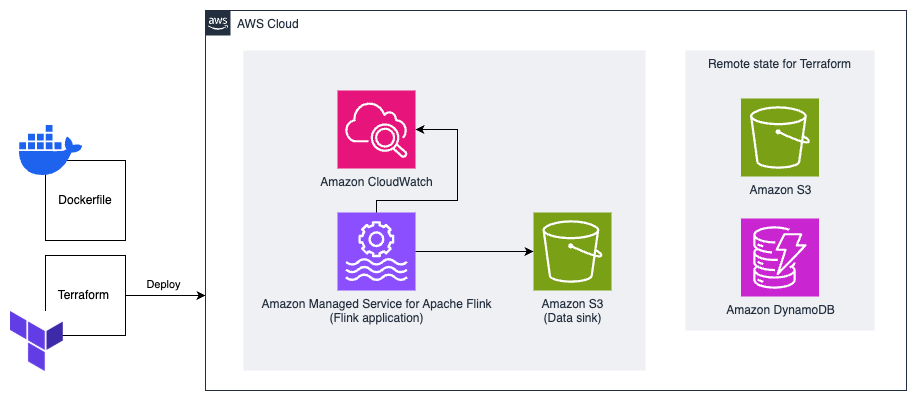 aws
AWS Cloud
Remote state for Terraform
Amazon CloudWatch
Amazon S3
Dockerfile
Terraform
Deploy
Amazon Managed Service for Apache Flink
(Flink application)
Amazon S3
(Data sink)
Amazon DynamoDB